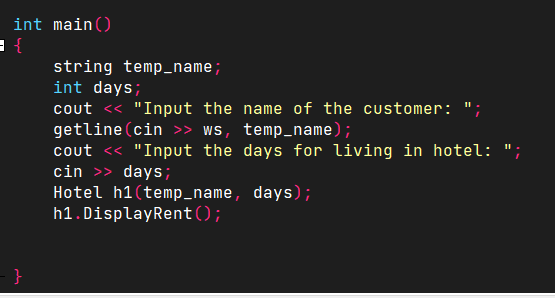 int main()
{
    string temp_name;
    int days;
    cout << "Input the name of the customer: ";
    getline(cin >> ws, temp_name);
    cout << "Input the days for living in hotel: ";
    cin >> days;
    Hotel h1(temp_name, days);
    h1.DisplayRent();
}